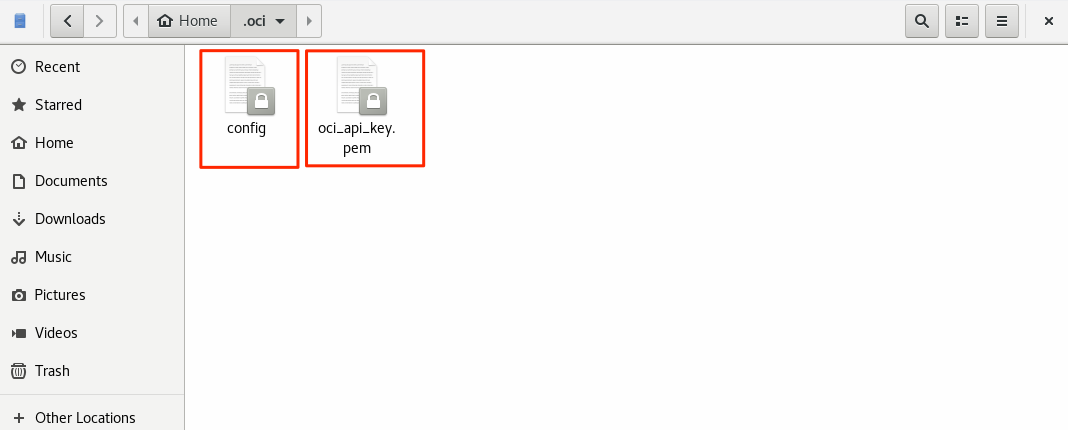 Home
.oci
Recent
Starred
Home
Documents
Downloads
Music
Pictures
Videos
Trash
Other Locations
config
oci_api_key.
pem